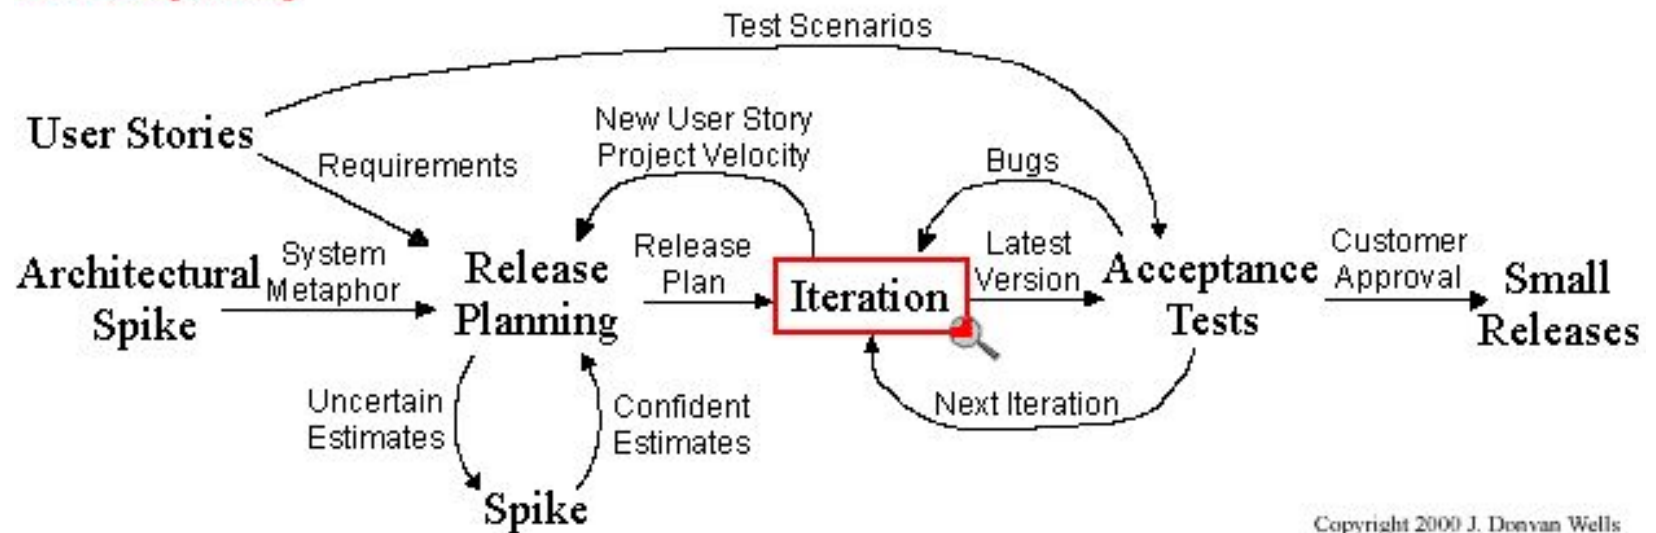 Test Scenarios
User Stories
New User Story
Project Velocity
Requirements
Bugs
Architectural
Spike
System
Metaphor
Release
Planning
Release
Plan
Iteration
Latest
Version
Acceptance
Tests
Customer
Approval
Small
Releases
Uncertain
Estimates
Confident
Estimates
Next Iteration
Spike
Copyright 2000 J. Donvan Wells